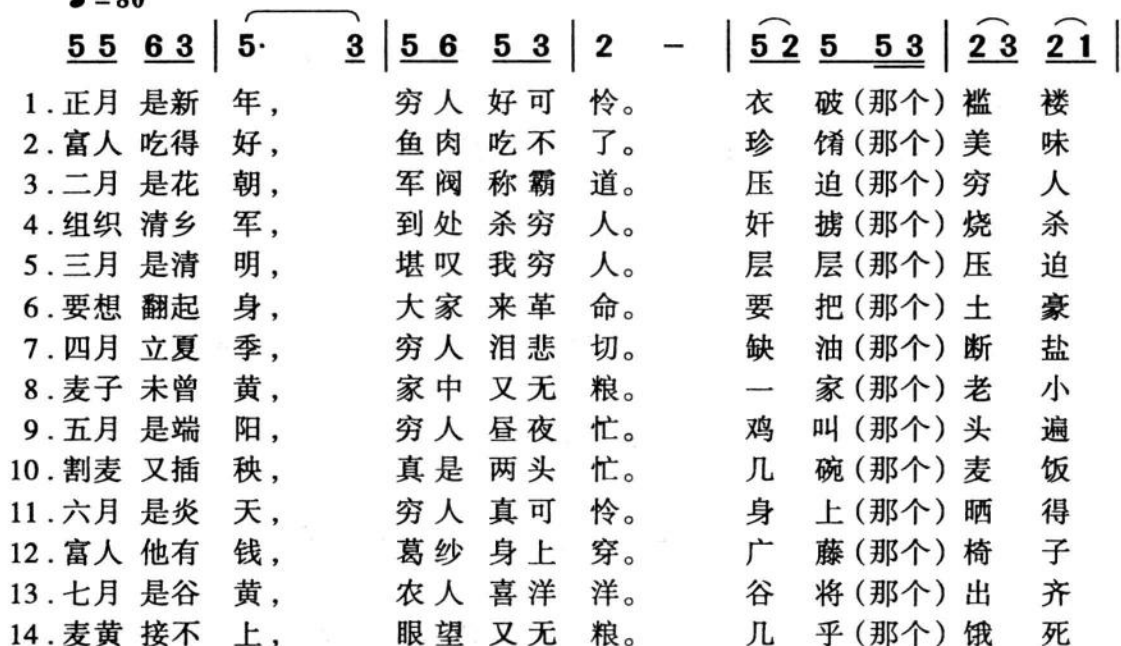 ♩=80
5 5 6 3 | 5· 3 | 5 6 5 3 | 2 – | 5 2 5 5 3 | 2 3 2 1 |
1.正月 是新 年， 穷人 好可 怜。 衣 破(那个)褴 褛
2.富人 吃得 好， 鱼肉 吃不 了。 珍 馐(那个)美 味
3.二月 是花 朝， 军阀 称霸 道。 压 迫(那个)穷 人
4.组织 清乡 军， 到处 杀穷 人。 奸 掳(那个)烧 杀
5.三月 是清 明， 堪叹 我穷 人。 层 层(那个)压 迫
6.要想 翻起 身， 大家 来革 命。 要 把(那个)土 豪
7.四月 立夏 季， 穷人 泪悲 切。 缺 油(那个)断 盐
8.麦子 未曾 黄， 家中 又无 粮。 一 家(那个)老 小
9.五月 是端 阳， 穷人 昼夜 忙。 鸡 叫(那个)头 遍
10.割麦 又插 秧， 真是 两头 忙。 几 碗(那个)麦 饭
11.六月 是炎 天， 穷人 真可 怜。 身 上(那个)晒 得
12.富人 他有 钱， 葛纱 身上 穿。 广 藤(那个)椅 子
13.七月 是谷 黄， 农人 喜洋 洋。 谷 将(那个)出 齐
14.麦黄 接不 上， 眼望 又无 粮。 几 乎(那个)饿 死